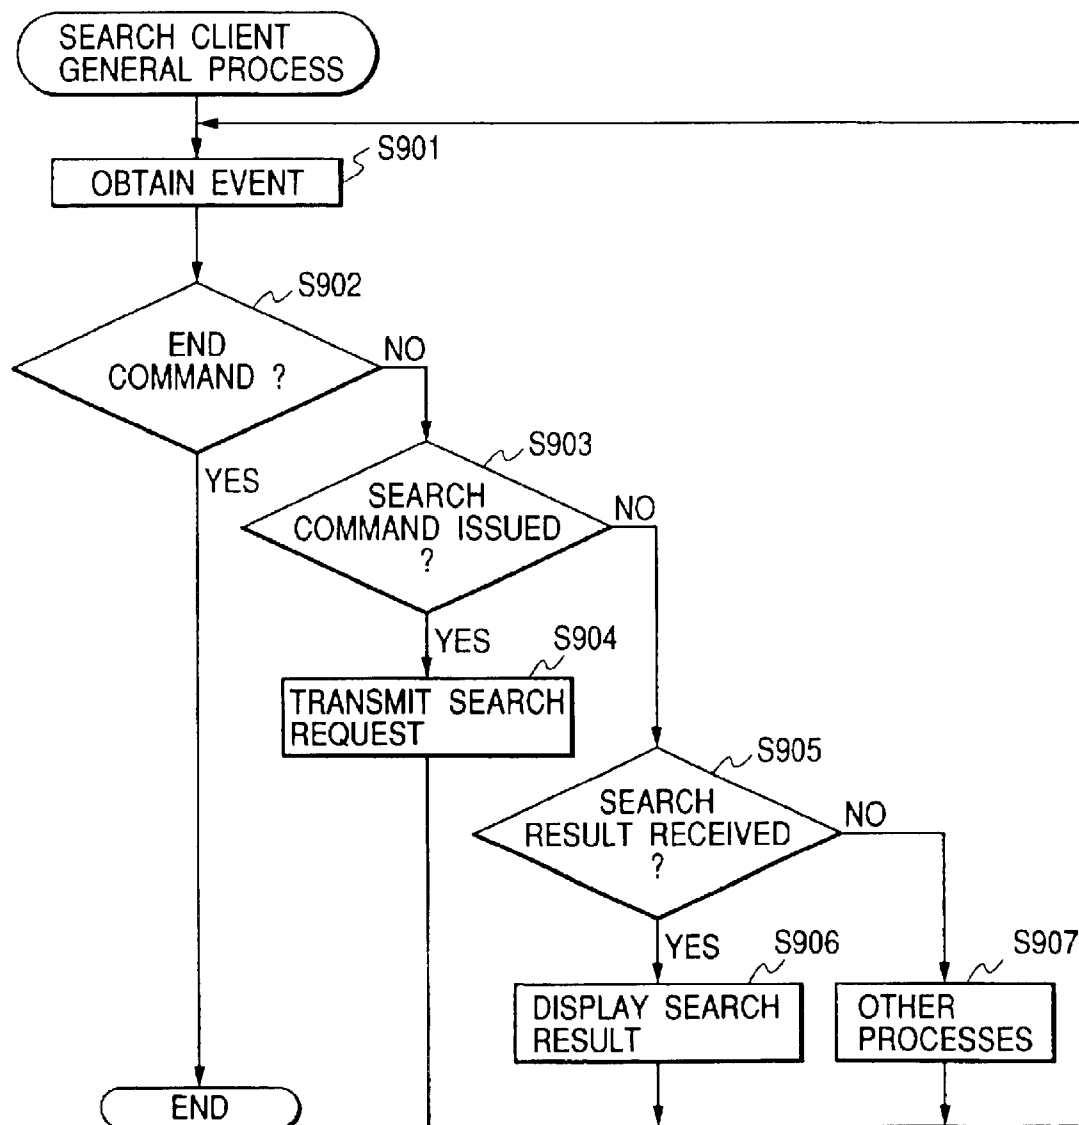 SEARCH CLIENT
GENERAL PROCESS
S901
OBTAIN EVENT
S902
END
COMMAND ?
NO
YES
S903
SEARCH
COMMAND ISSUED
?
NO
YES
S904
TRANSMIT SEARCH
REQUEST
S905
SEARCH
RESULT RECEIVED
?
NO
YES
S906
DISPLAY SEARCH
RESULT
S907
OTHER
PROCESSES
END